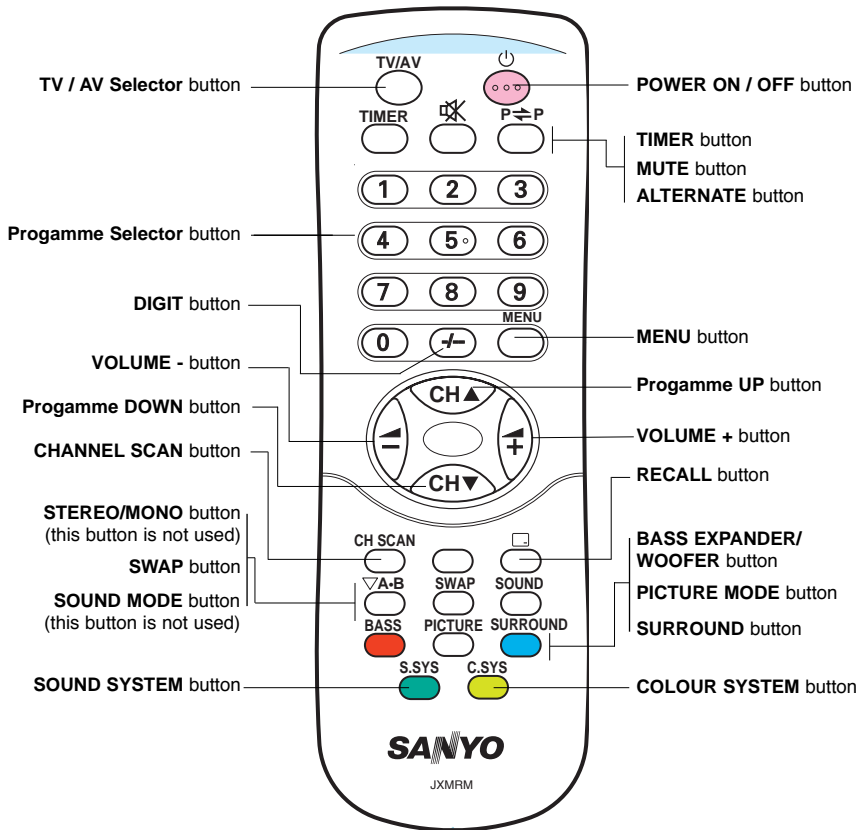 TV/AV
TV / AV Selector button
POWER ON / OFF button
TIMER
P⇌P
TIMER button
MUTE button
ALTERNATE button
1 2 3
Progamme Selector button
4 5 6
7 8 9
DIGIT button
MENU
0 -/-- 
MENU button
VOLUME - button
CH▲
Progamme UP button
Progamme DOWN button
− +
VOLUME + button
CHANNEL SCAN button
CH▼
RECALL button
STEREO/MONO button
(this button is not used)
SWAP button
SOUND MODE button
(this button is not used)
CH SCAN
▽A•B SWAP SOUND
BASS PICTURE SURROUND
BASS EXPANDER/
WOOFER button
PICTURE MODE button
SURROUND button
S.SYS C.SYS
SOUND SYSTEM button
COLOUR SYSTEM button
SANYO
JXMRM